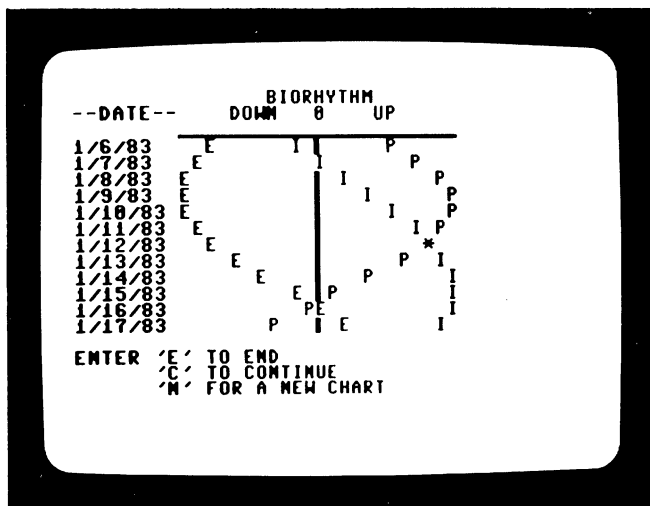 BIORHYTHM
--DATE-- DOWN 0 UP
1/6/83 E I P
1/7/83 E I P
1/8/83 E I P
1/9/83 E I P
1/10/83 E I P
1/11/83 E I P
1/12/83 E *
1/13/83 E P I
1/14/83 E P I
1/15/83 E P I
1/16/83 PE I
1/17/83 P E I
ENTER 'E' TO END
'C' TO CONTINUE
'N' FOR A NEW CHART